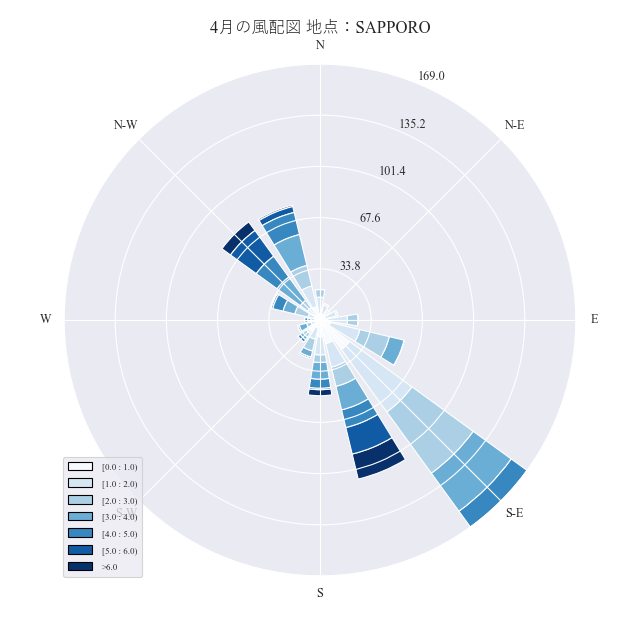 4月の風配図 地点：SAPPORO
N
169.0
N-W
N-E
135.2
101.4
67.6
33.8
W
E
[0.0 : 1.0)
[1.0 : 2.0)
[2.0 : 3.0)
S-W
[3.0 : 4.0)
S-E
[4.0 : 5.0)
[5.0 : 6.0)
>6.0
S